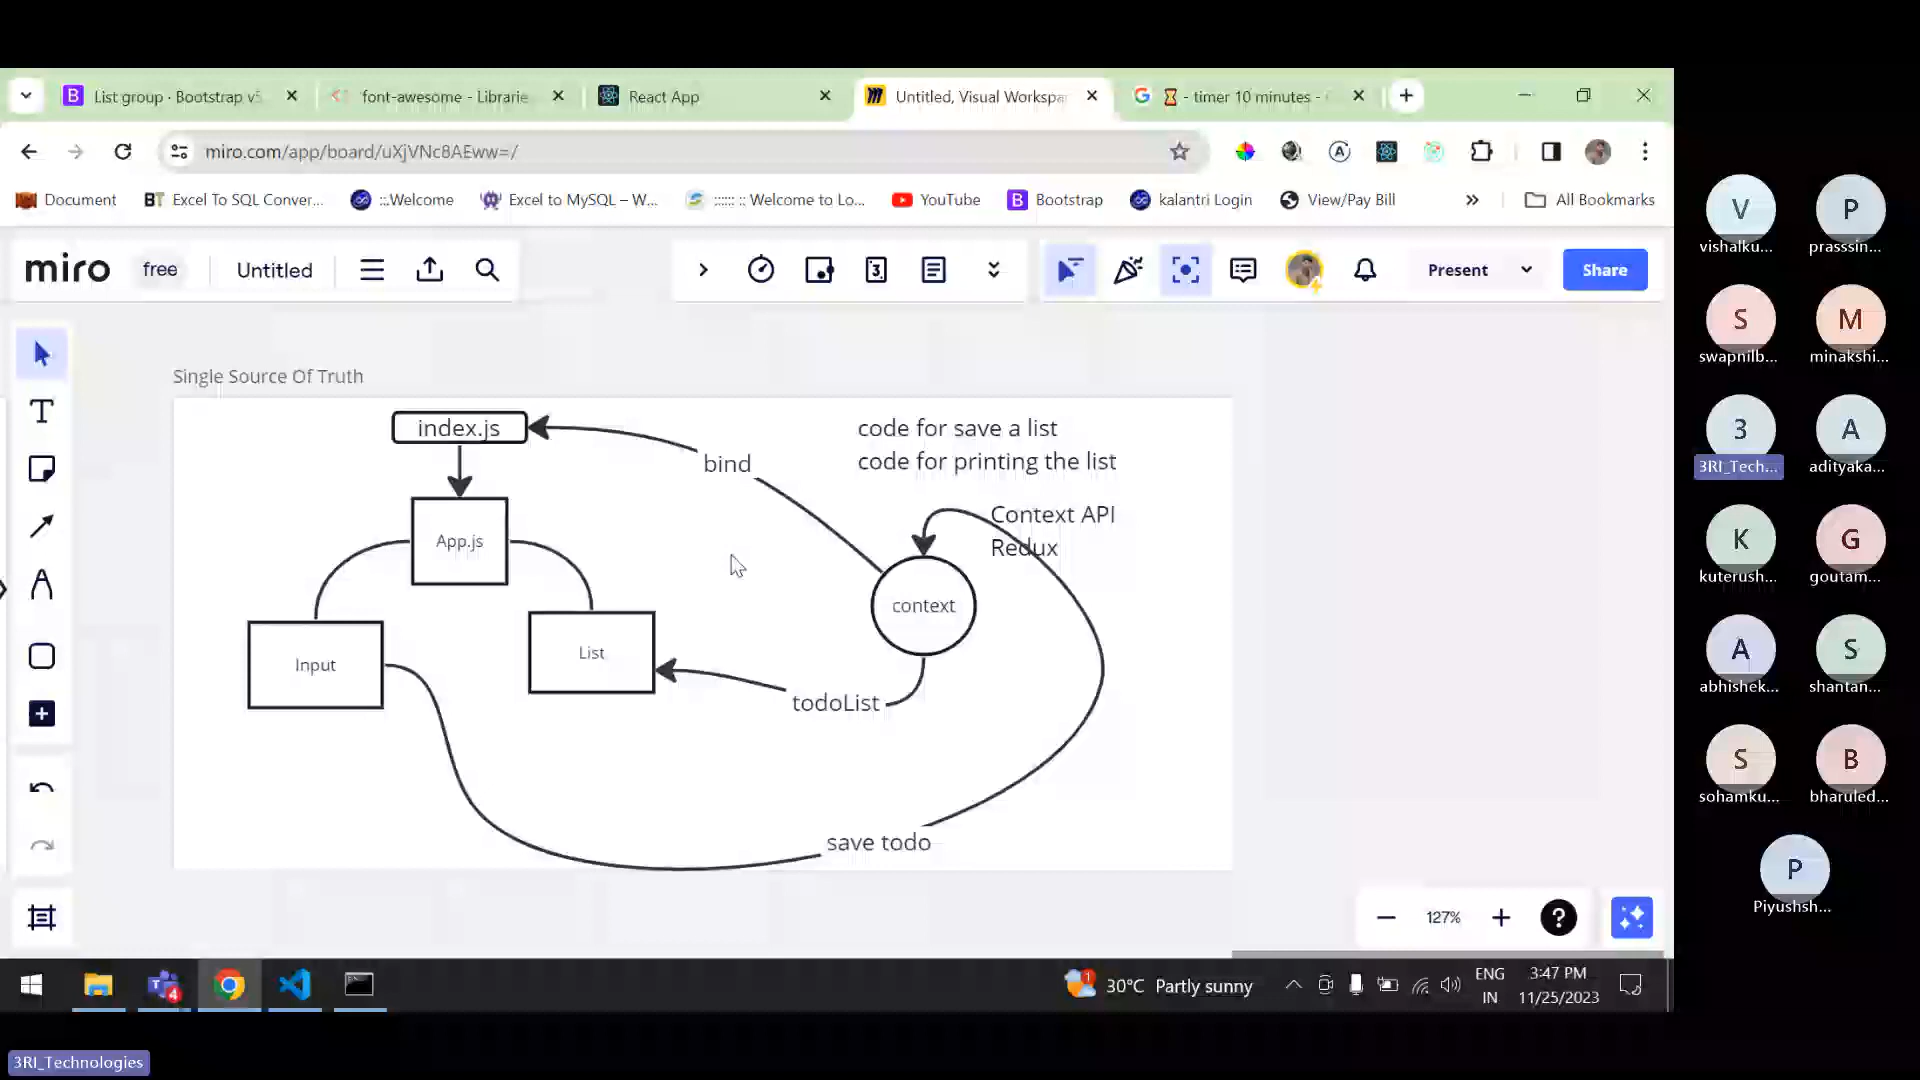 List group · Bootstrap v5
font-awesome - Librarie
React App
Untitled, Visual Workspa
- timer 10 minutes -
miro.com/app/board/uXjVNc8AEww=/
Document
BT Excel To SQL Conver...
::.Welcome
Excel to MySQL – W...
:::::: :: Welcome to Lo...
YouTube
B Bootstrap
kalantri Login
View/Pay Bill
All Bookmarks
miro
free
Untitled
Present
Share
Single Source Of Truth
index.js
bind
code for save a list
code for printing the list
Context API
Redux
App.js
context
Input
List
todoList
save todo
127%
30°C Partly sunny
ENG
IN
3:47 PM
11/25/2023
V
vishalku...
P
prasssin...
S
swapnilb...
M
minakshi...
3
3RI_Tech...
A
adityaka...
K
kuterush...
G
goutam...
A
abhishek...
S
shantan...
S
sohamku...
B
bharuled...
P
Piyushsh...
3RI_Technologies